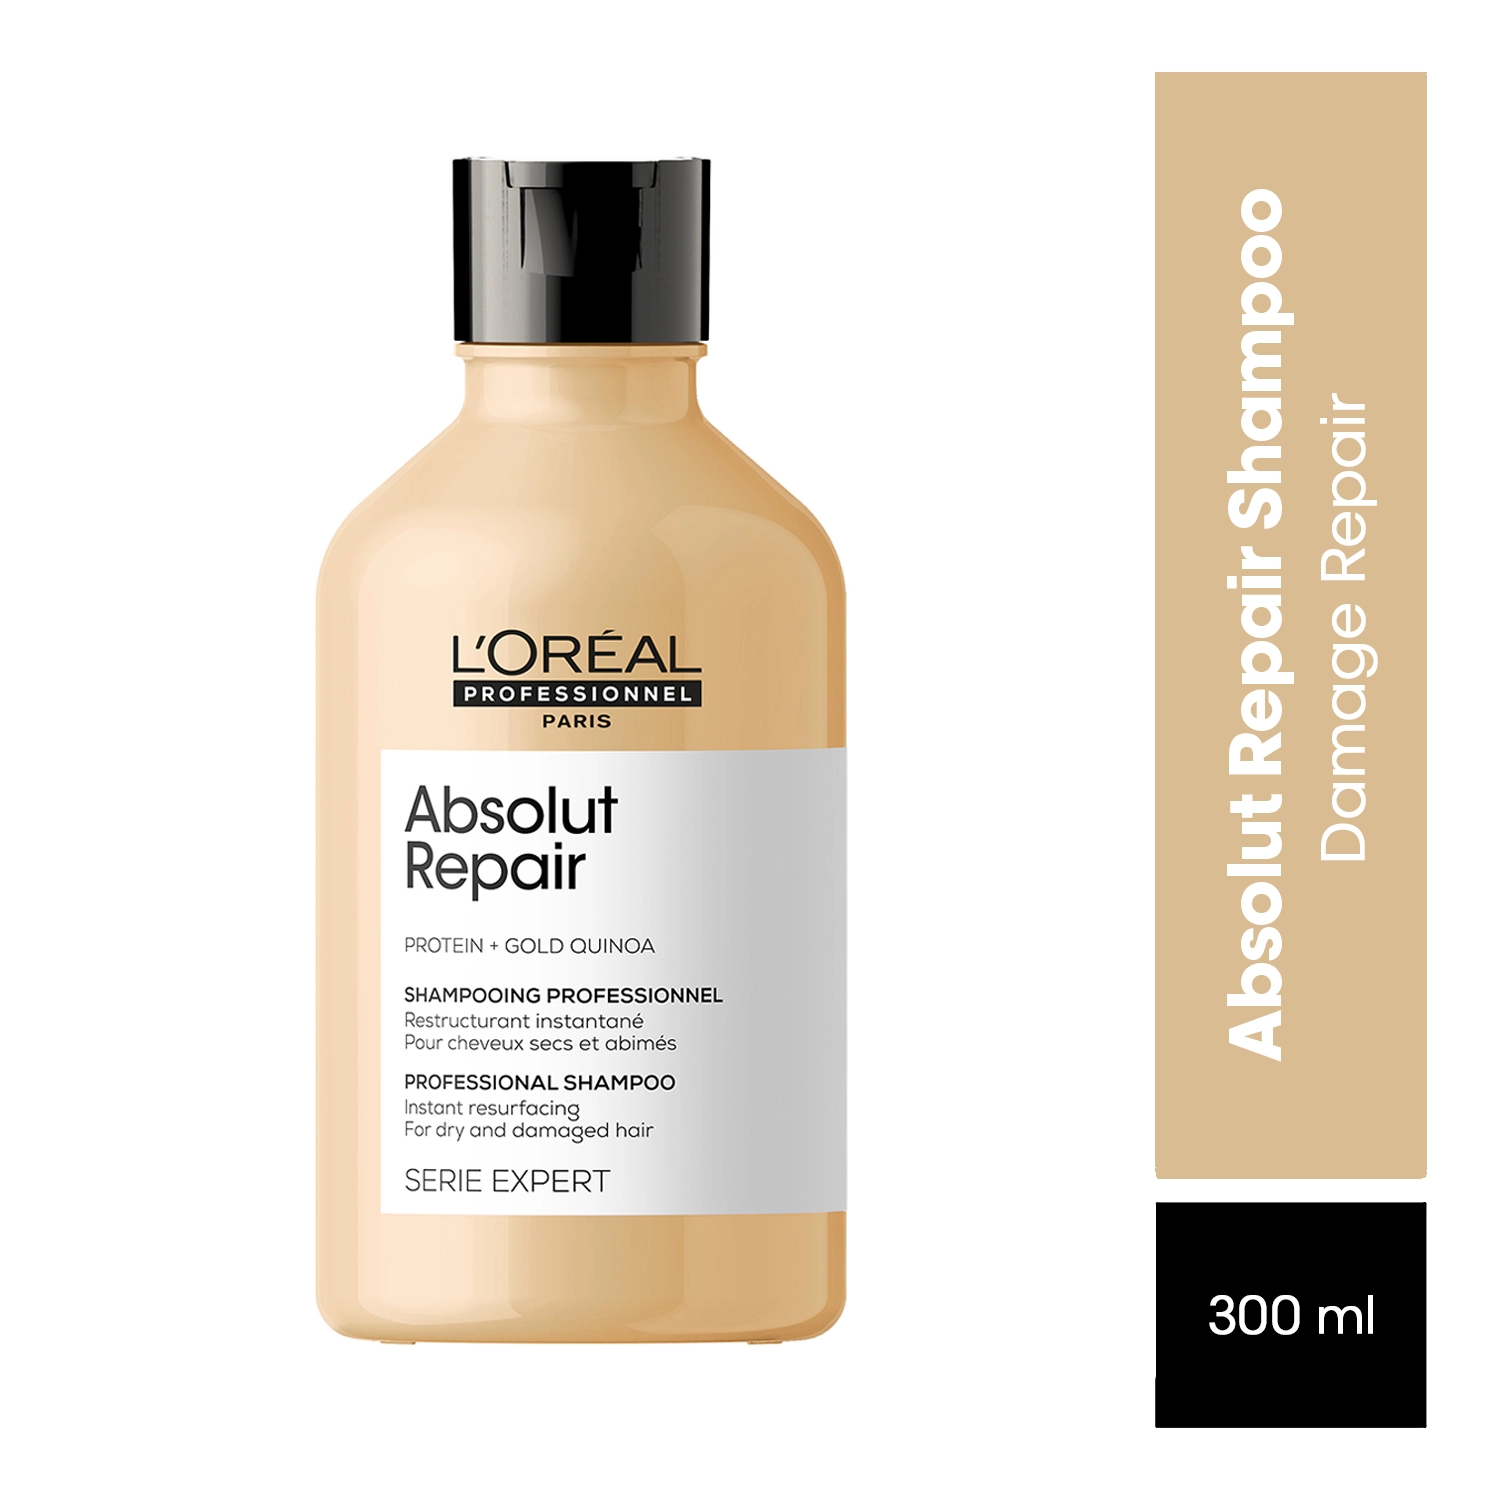 L'ORÉAL
PROFESSIONNEL
PARIS
Absolut
Repair
PROTEIN + GOLD QUINOA
SHAMPOOING PROFESSIONNEL
Restructurant instantané
Pour cheveux secs et abimés
PROFESSIONAL SHAMPOO
Instant resurfacing
For dry and damaged hair
SERIE EXPERT
Absolut Repair Shampoo
Damage Repair
300 ml